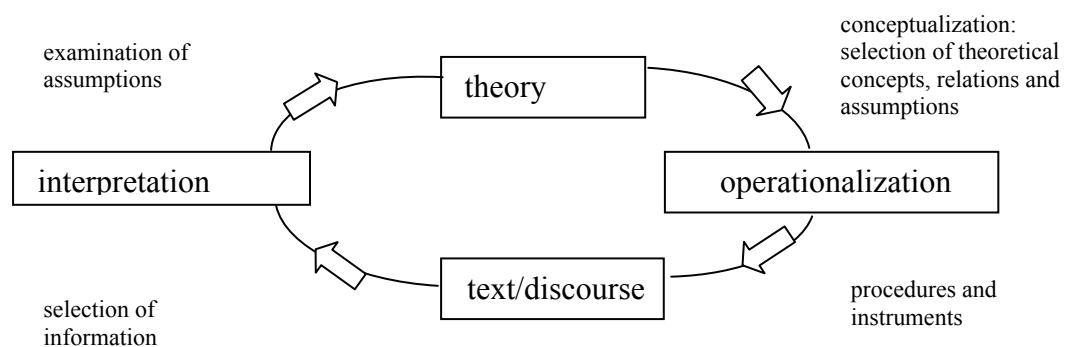 conceptualization:
selection of theoretical
concepts, relations and
assumptions
examination of
assumptions
theory
interpretation
operationalization
text/discourse
procedures and
instruments
selection of
information